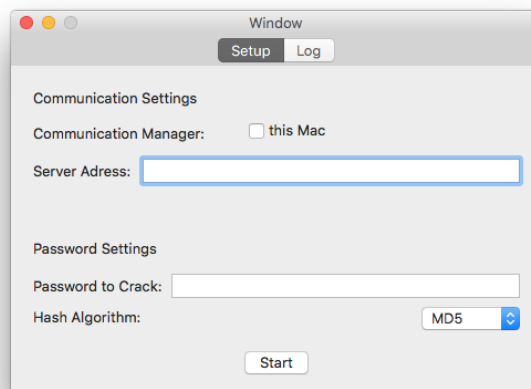 Window
Setup Log
Communication Settings
Communication Manager: this Mac
Server Adress:
Password Settings
Password to Crack:
Hash Algorithm: MD5
Start